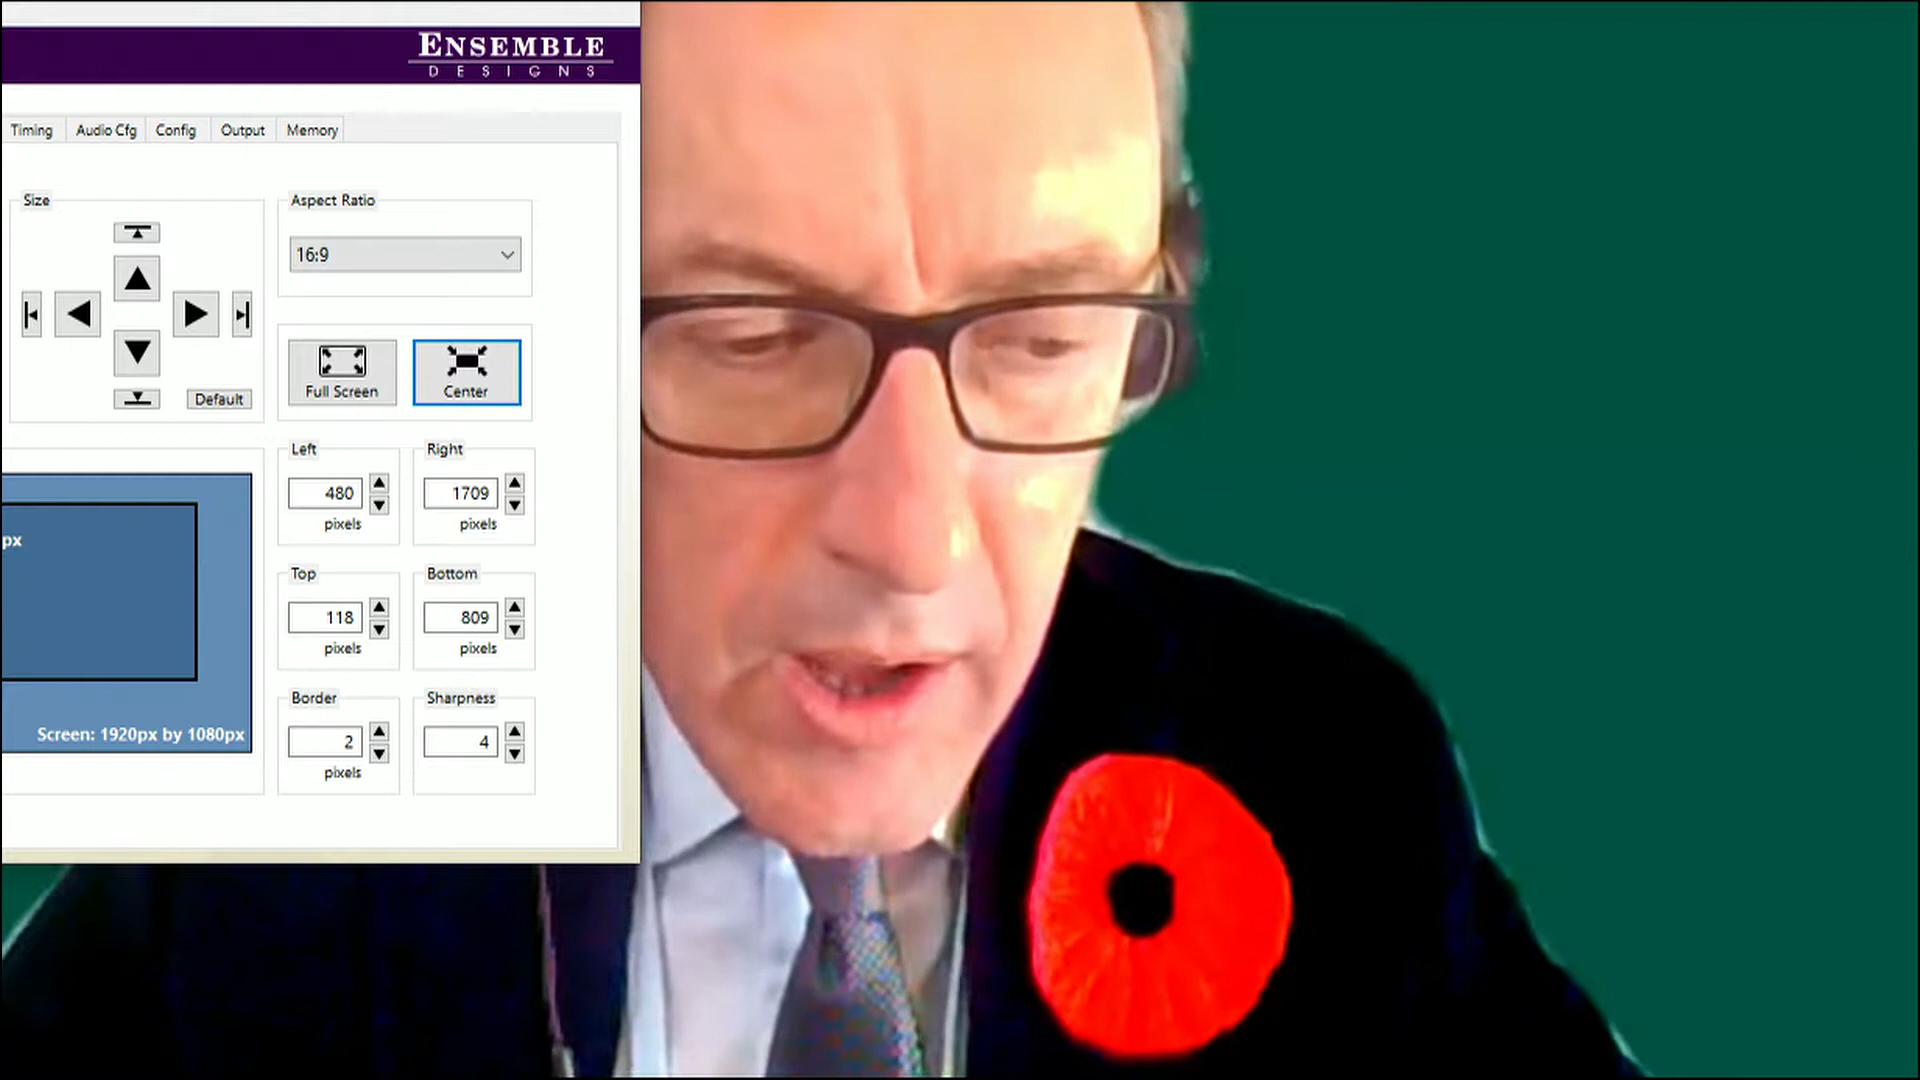 ENSEMBLE
DESIGNS
Timing Audio Cfg Config Output Memory
Size
Default
Aspect Ratio
16:9
Full Screen Center
Left Right
480 1709
pixels pixels
Top Bottom
118 809
pixels pixels
Border Sharpness
2 4
pixels
px
Screen: 1920px by 1080px